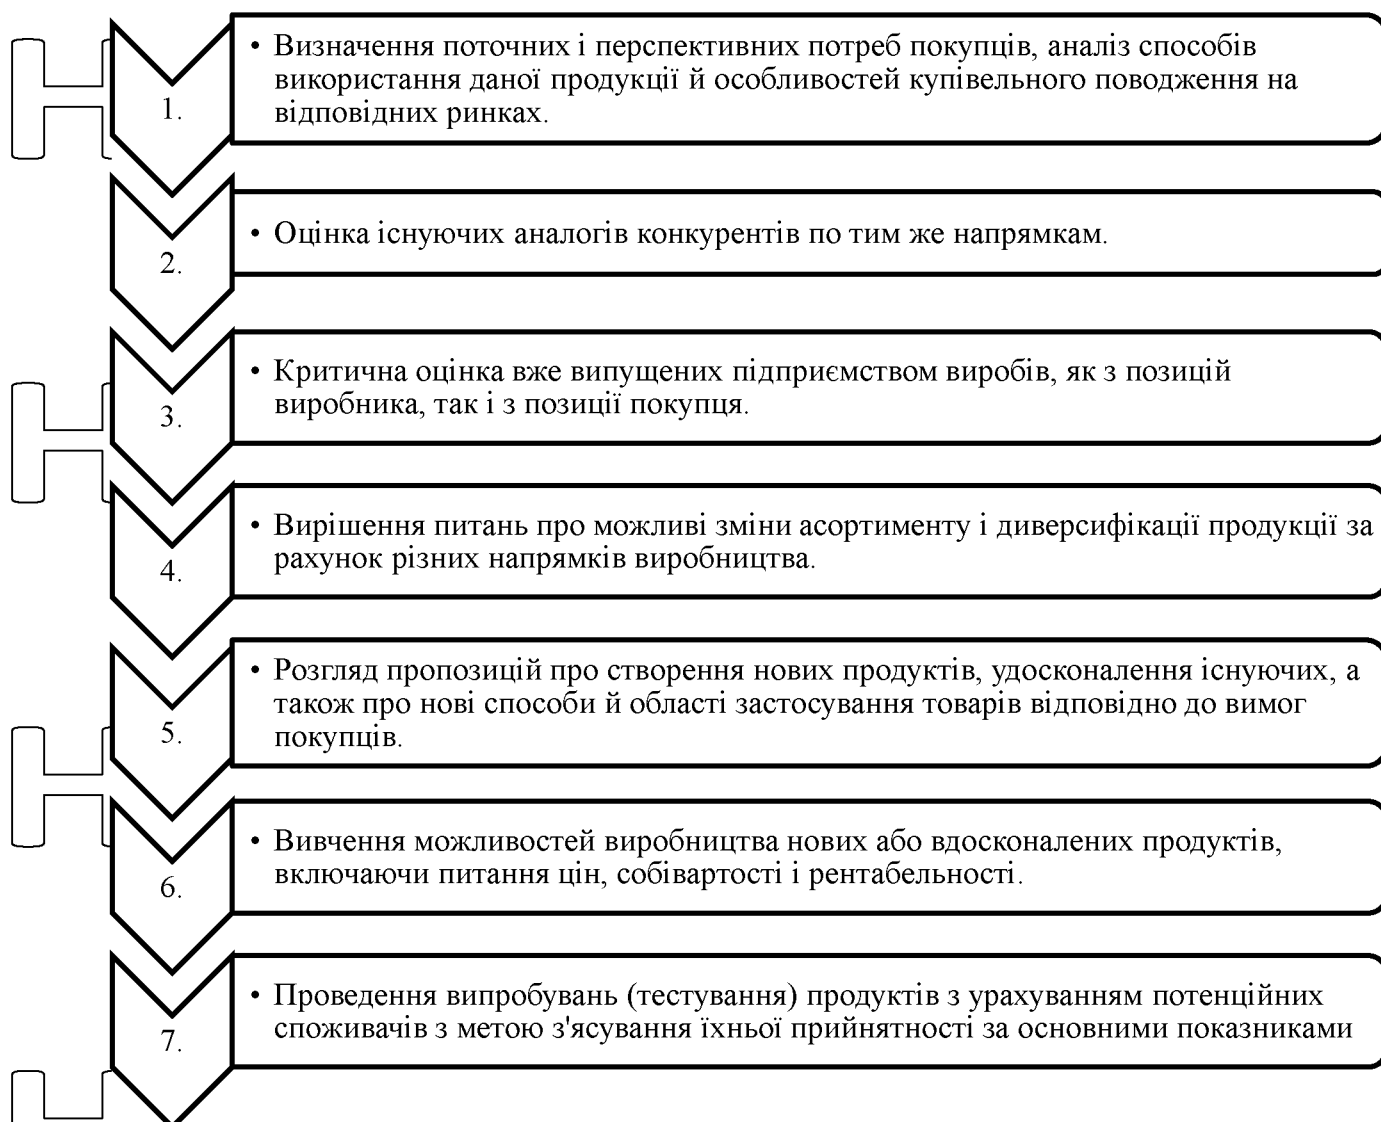 1.
• Визначення поточних і перспективних потреб покупців, аналіз способів
використання даної продукції й особливостей купівельного поводження на
відповідних ринках.
2.
• Оцінка існуючих аналогів конкурентів по тим же напрямкам.
3.
• Критична оцінка вже випущених підприємством виробів, як з позицій
виробника, так і з позиції покупця.
4.
• Вирішення питань про можливі зміни асортименту і диверсифікації продукції за
рахунок різних напрямків виробництва.
5.
• Розгляд пропозицій про створення нових продуктів, удосконалення існуючих, а
також про нові способи й області застосування товарів відповідно до вимог
покупців.
6.
• Вивчення можливостей виробництва нових або вдосконалених продуктів,
включаючи питання цін, собівартості і рентабельності.
7.
• Проведення випробувань (тестування) продуктів з урахуванням потенційних
споживачів з метою з'ясування їхньої прийнятності за основними показниками